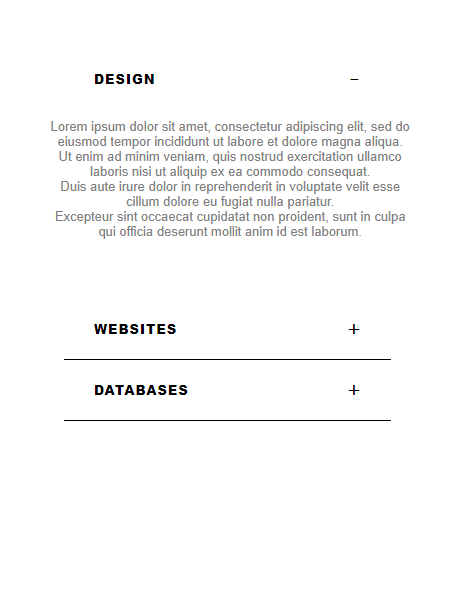 DESIGN −
Lorem ipsum dolor sit amet, consectetur adipiscing elit, sed do
eiusmod tempor incididunt ut labore et dolore magna aliqua.
Ut enim ad minim veniam, quis nostrud exercitation ullamco
laboris nisi ut aliquip ex ea commodo consequat.
Duis aute irure dolor in reprehenderit in voluptate velit esse
cillum dolore eu fugiat nulla pariatur.
Excepteur sint occaecat cupidatat non proident, sunt in culpa
qui officia deserunt mollit anim id est laborum.
WEBSITES +
DATABASES +